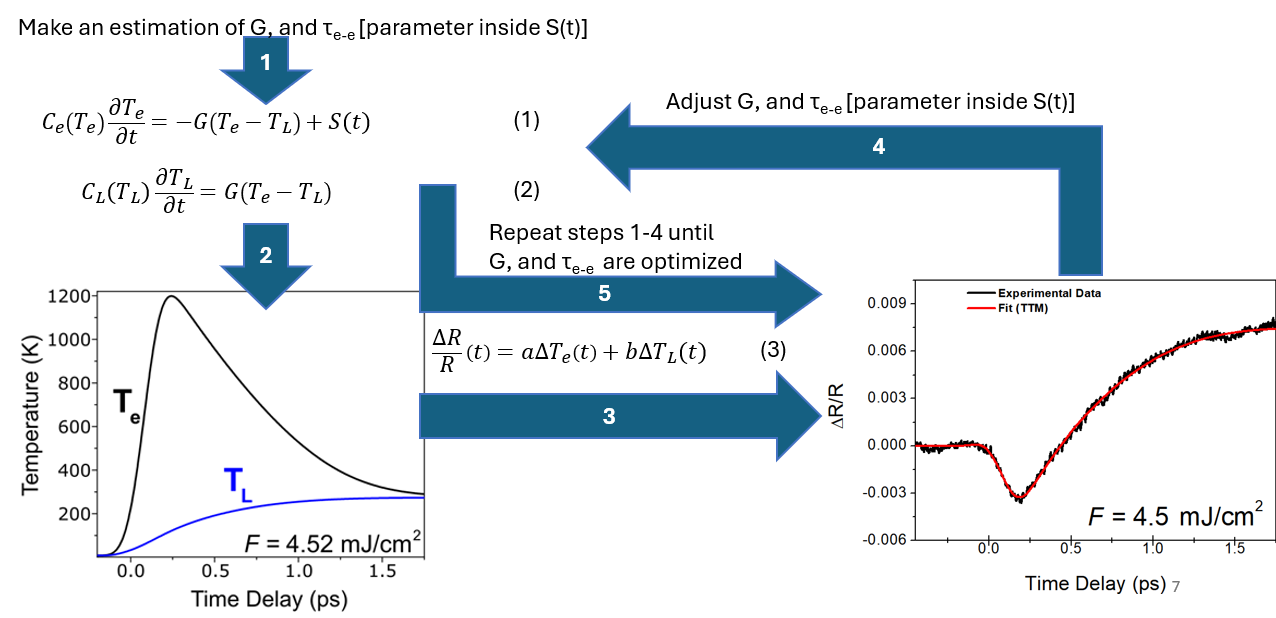 Make an estimation of G, and τe-e [parameter inside S(t)]
1
Ce(Te) ∂Te/∂t = −G(Te − TL) + S(t) (1)
CL(TL) ∂TL/∂t = G(Te − TL) (2)
2
Adjust G, and τe-e [parameter inside S(t)]
4
Repeat steps 1-4 until
G, and τe-e are optimized
5
ΔR/R (t) = aΔTe(t) + bΔTL(t) (3)
3
Temperature (K)
1200
1000
800
600
400
200
Te
TL
F = 4.52 mJ/cm²
0.0 0.5 1.0 1.5
Time Delay (ps)
ΔR/R
0.009
0.006
0.003
0.000
-0.003
-0.006
Experimental Data
Fit (TTM)
F = 4.5 mJ/cm²
0.0 0.5 1.0 1.5
Time Delay (ps) 7